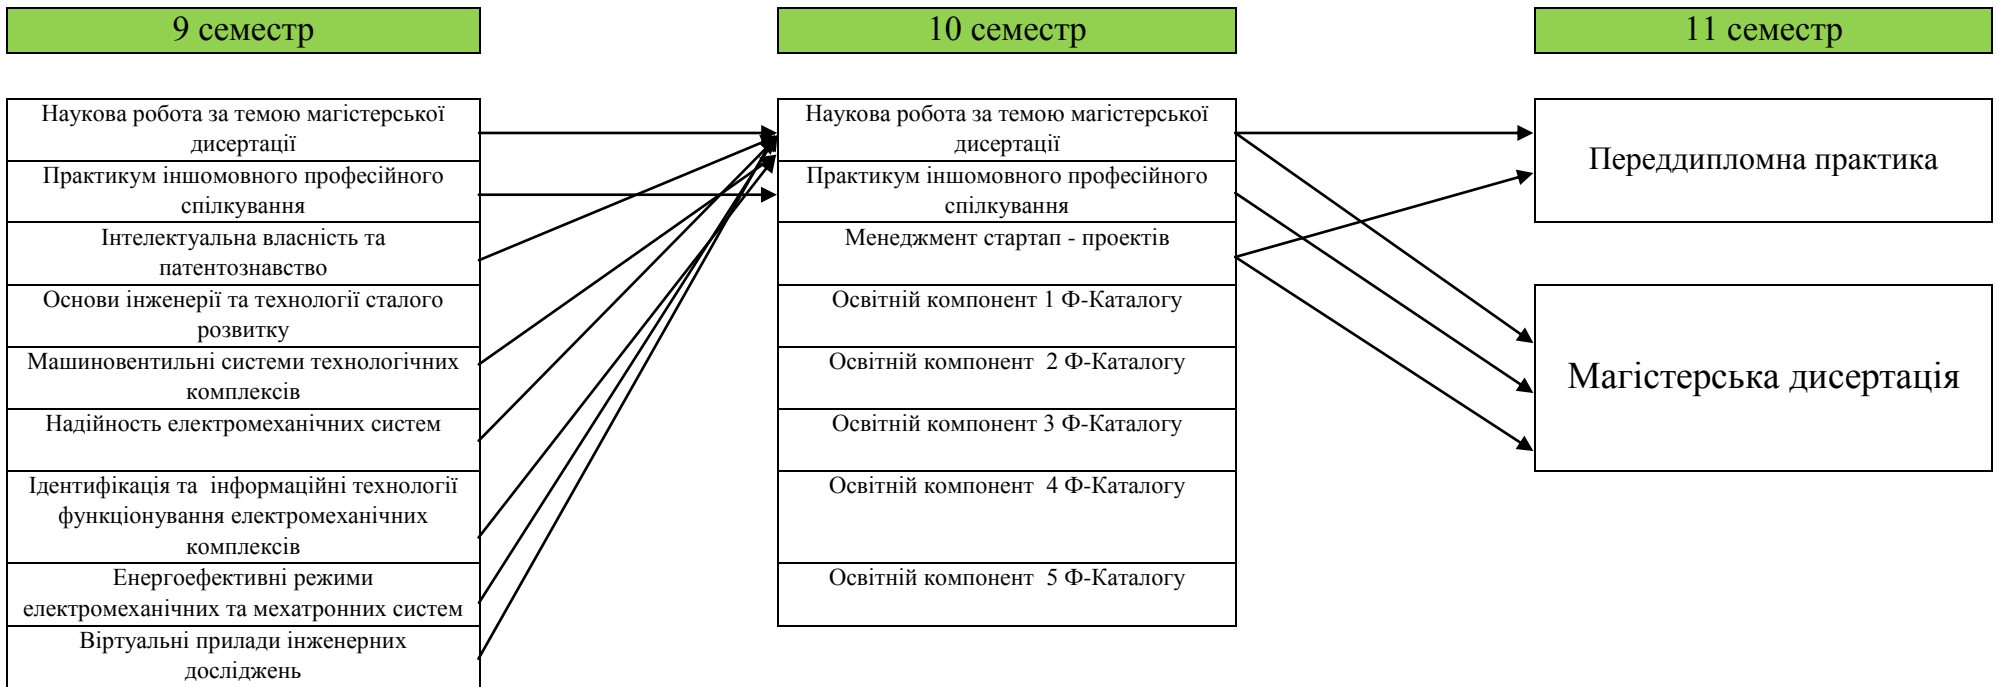 9 семестр
10 семестр
11 семестр
Наукова робота за темою магістерської
дисертації
Практикум іншомовного професійного
спілкування
Інтелектуальна власність та
патентознавство
Основи інженерії та технології сталого
розвитку
Машиновентильні системи технологічних
комплексів
Надійность електромеханічних систем
Ідентифікація та інформаційні технології
функціонування електромеханічних
комплексів
Енергоефективні режими
електромеханічних та мехатронних систем
Віртуальні прилади інженерних
досліджень
Наукова робота за темою магістерської
дисертації
Практикум іншомовного професійного
спілкування
Менеджмент стартап - проектів
Освітній компонент 1 Ф-Каталогу
Освітній компонент 2 Ф-Каталогу
Освітній компонент 3 Ф-Каталогу
Освітній компонент 4 Ф-Каталогу
Освітній компонент 5 Ф-Каталогу
Переддипломна практика
Магістерська дисертація